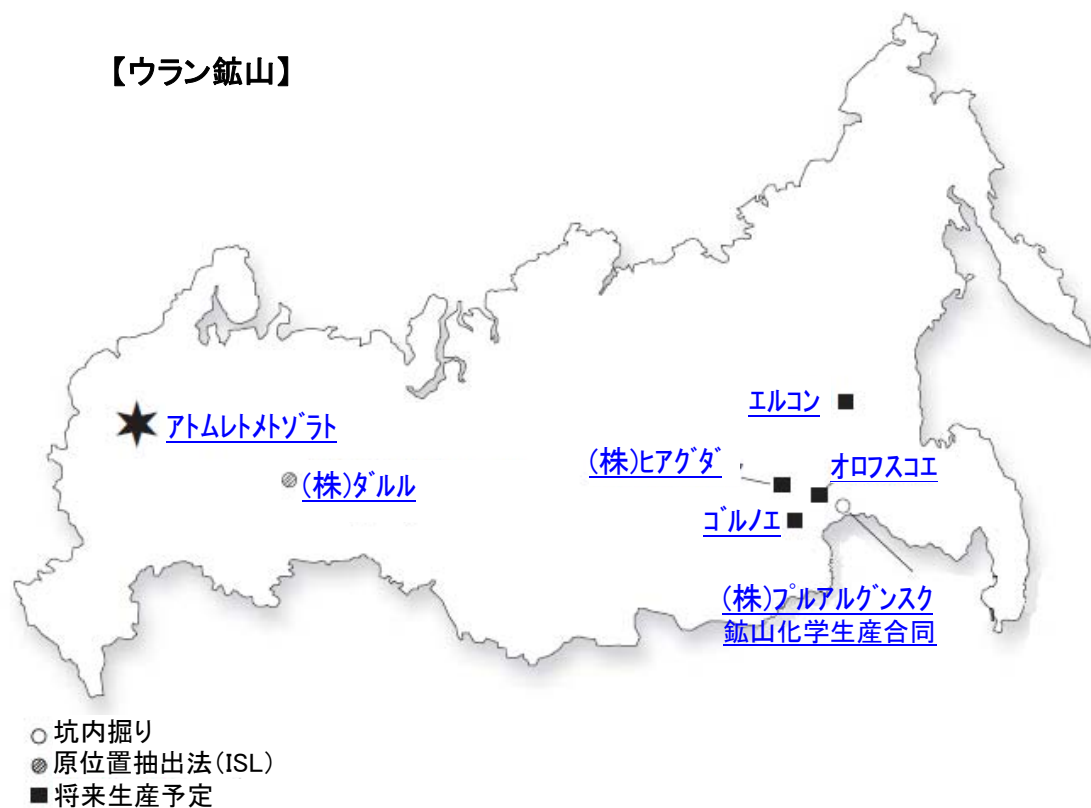 【ウラン鉱山】
アトムレトメトゾラト
(株)ダルル
エルコン
(株)ヒアグダ
オロフスコエ
ゴルノエ
(株)プルアルグンスク
鉱山化学生産合同
坑内掘り
原位置抽出法(ISL)
将来生産予定